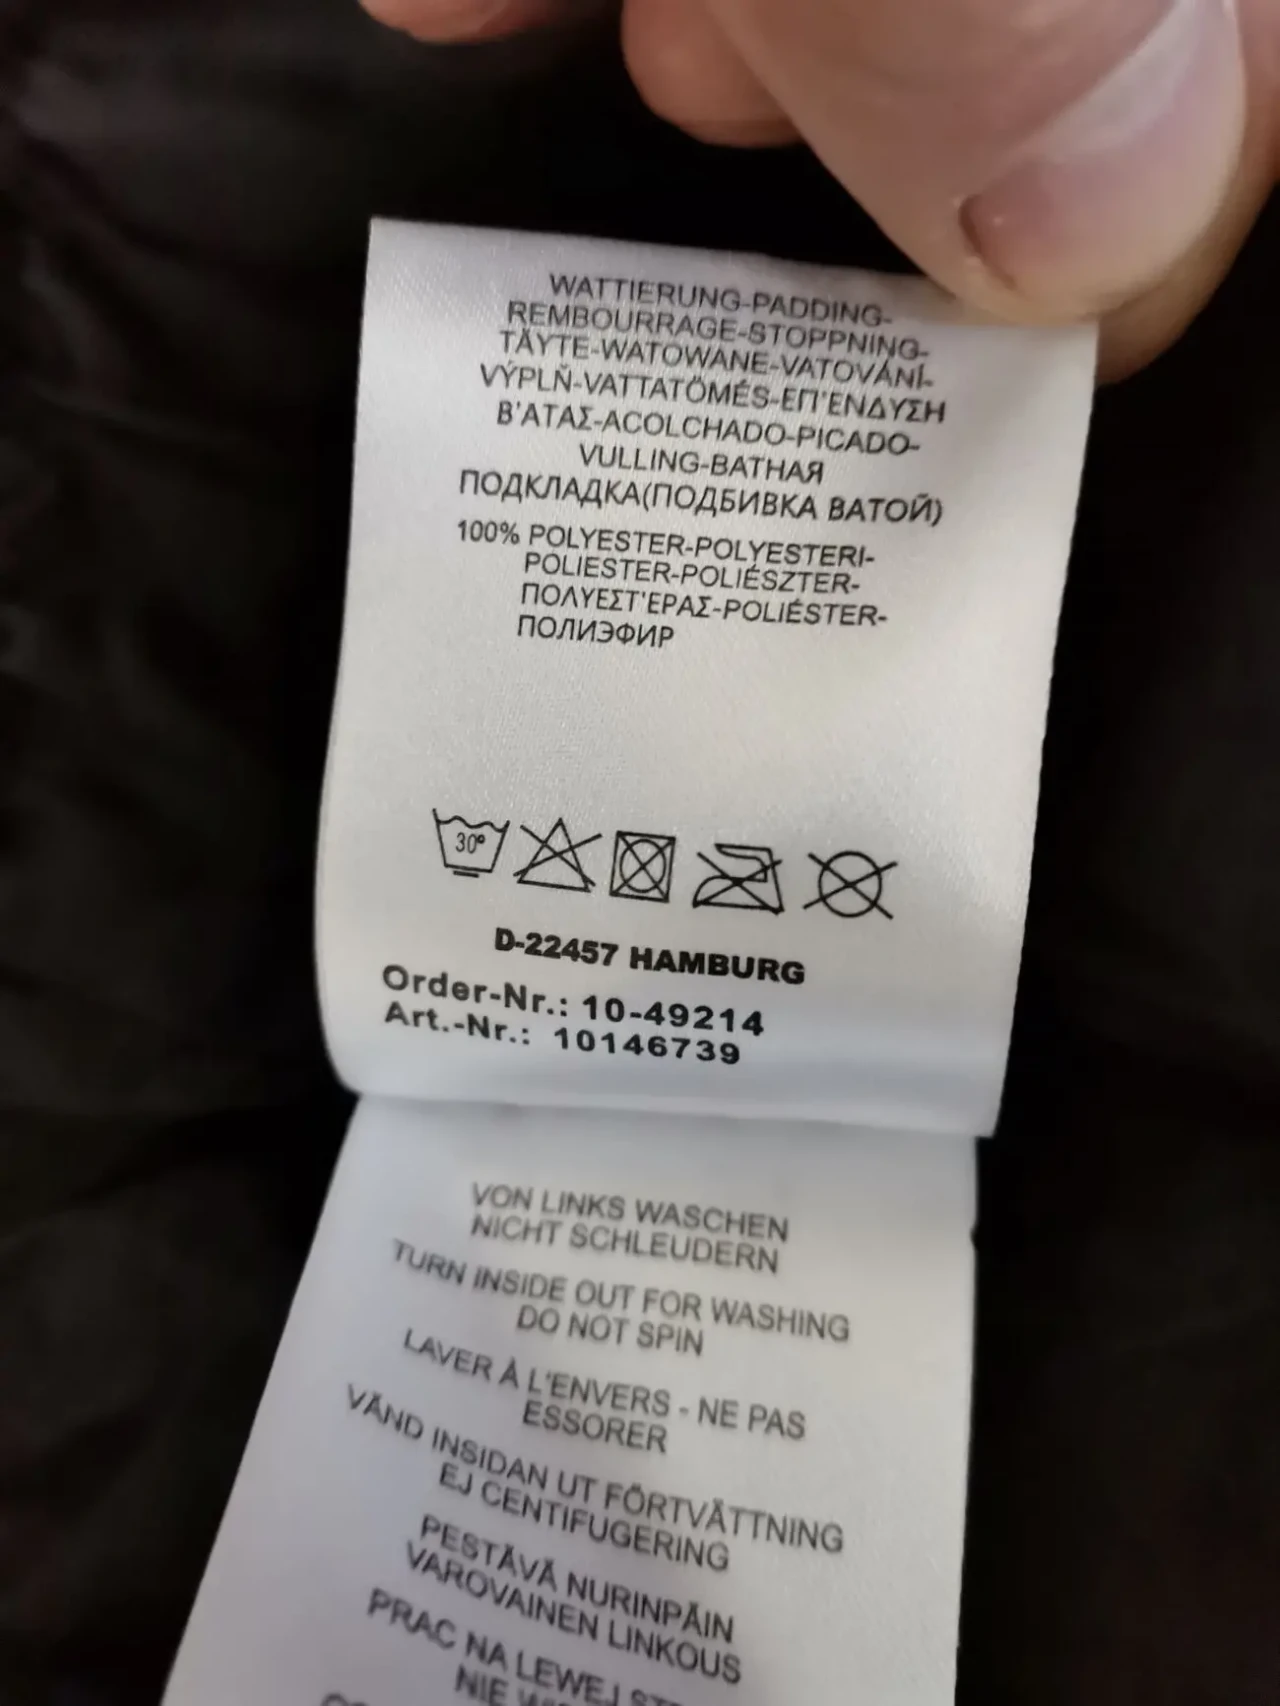 WATTIERUNG-PADDING-
REMBOURRAGE-STOPPNING-
TÄYTE-WATOWANE-VATOVÁNÍ-
VÝPLŇ-VATTATÖMÉS-ΕΠ'ΕΝΔΥΣΗ
Β'ΑΤΑΣ-ACOLCHADO-PICADO-
VULLING-ВАТНАЯ
ПОДКЛАДКА(ПОДБИВКА ВАТОЙ)
100% POLYESTER-POLYESTERI-
POLIESTER-POLIÉSZTER-
ΠΟΛΥΕΣΤ'ΕΡΑΣ-POLIÉSTER-
ПОЛИЭФИР
30°
D-22457 HAMBURG
Order-Nr.: 10-49214
Art.-Nr.: 10146739
VON LINKS WASCHEN
NICHT SCHLEUDERN
TURN INSIDE OUT FOR WASHING
DO NOT SPIN
LAVER À L'ENVERS - NE PAS
ESSORER
VÄND INSIDAN UT FÖRTVÄTTNING
EJ CENTIFUGERING
PESTÄVÄ NURINPÄIN
VAROVAINEN LINKOUS
PRAC NA LEWEJ
NIE